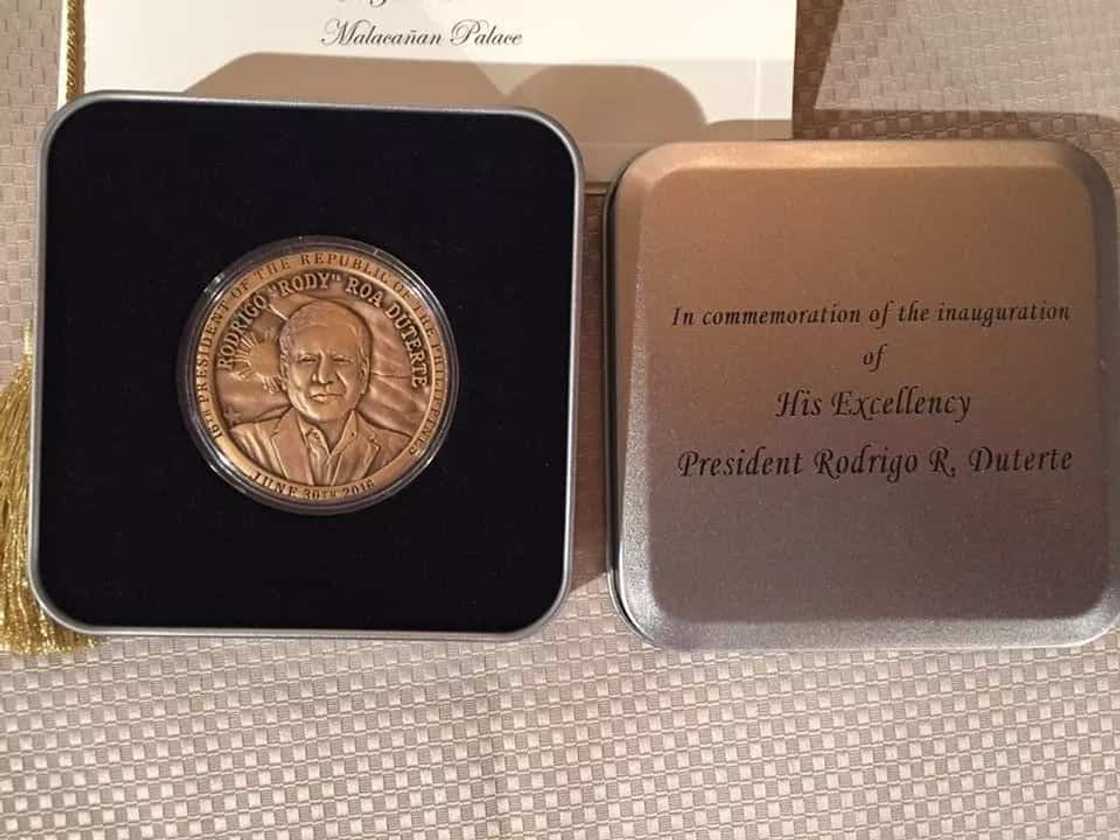 Malacañan Palace
16TH PRESIDENT OF THE REPUBLIC OF THE PHILIPPINES
RODRIGO "RODY" ROA DUTERTE
JUNE 30TH 2016
In commemoration of the inauguration
of
His Excellency
President Rodrigo R. Duterte